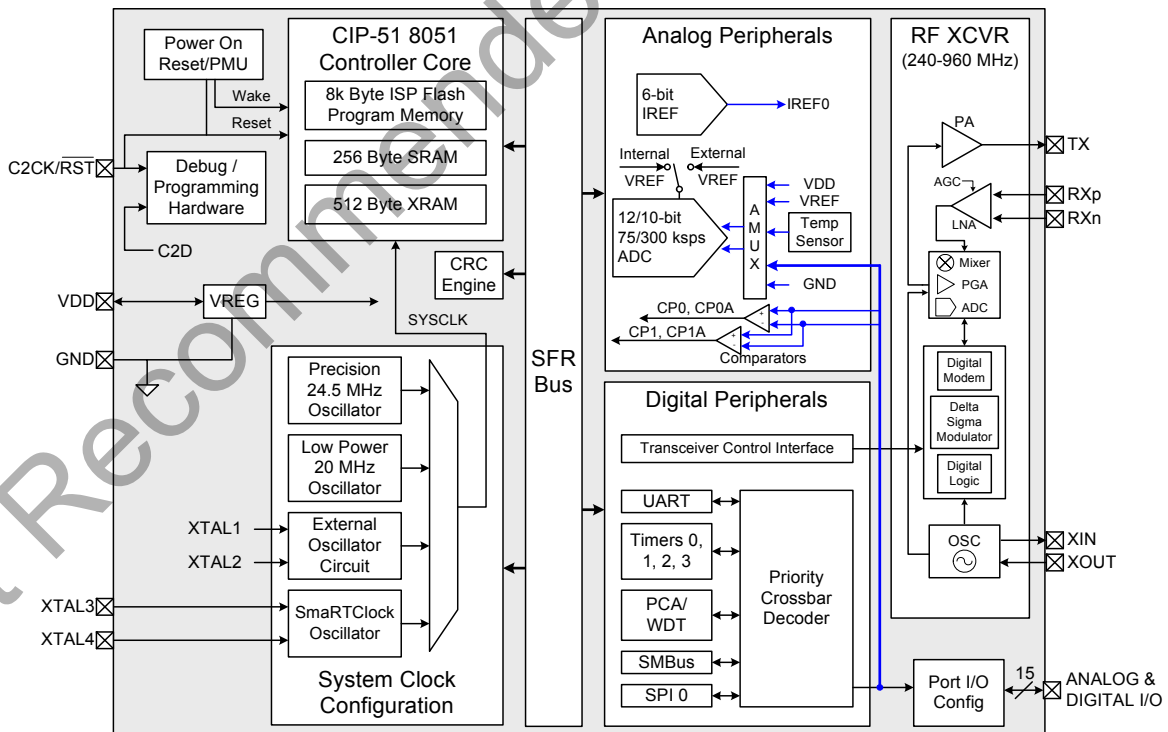 Power On
Reset/PMU
Wake
Reset
C2CK/RST
Debug /
Programming
Hardware
C2D
VDD
VREG
GND
CIP-51 8051
Controller Core
8k Byte ISP Flash
Program Memory
256 Byte SRAM
512 Byte XRAM
CRC
Engine
SYSCLK
Precision
24.5 MHz
Oscillator
Low Power
20 MHz
Oscillator
XTAL1
XTAL2
External
Oscillator
Circuit
XTAL3
XTAL4
SmaRTClock
Oscillator
System Clock
Configuration
SFR
Bus
Analog Peripherals
6-bit
IREF
IREF0
Internal
VREF
External
VREF
12/10-bit
75/300 ksps
ADC
A
M
U
X
VDD
VREF
Temp
Sensor
GND
CP0, CP0A
+
-
CP1, CP1A
+
-
Comparators
Digital Peripherals
Transceiver Control Interface
UART
Timers 0,
1, 2, 3
PCA/
WDT
SMBus
SPI 0
Priority
Crossbar
Decoder
RF XCVR
(240-960 MHz)
PA
TX
AGC
LNA
RXp
RXn
Mixer
PGA
ADC
Digital
Modem
Delta
Sigma
Modulator
Digital
Logic
OSC
XIN
XOUT
Port I/O
Config
15
ANALOG &
DIGITAL I/O
Recommende